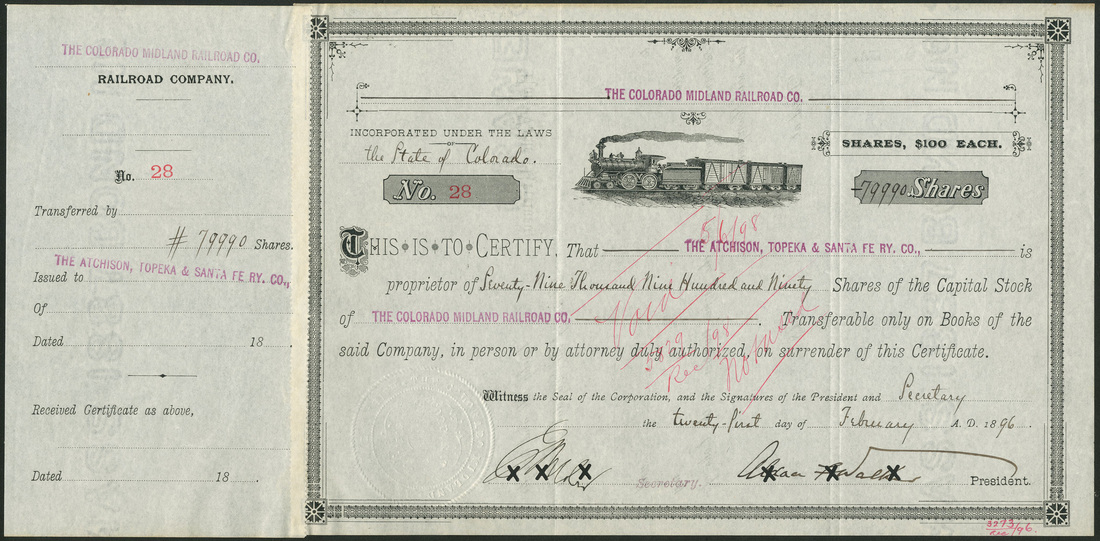 THE COLORADO MIDLAND RAILROAD CO.
RAILROAD COMPANY.
No. 28
Transferred by
# 79990 Shares.
Issued to THE ATCHISON, TOPEKA & SANTA FE RY. CO.,
Of
Dated 18 .
Received Certificate as above,
Dated 18 .
THE COLORADO MIDLAND RAILROAD CO.
INCORPORATED UNDER THE LAWS
OF
the State of Colorado.
SHARES, $100 EACH.
No. 28
79990 Shares
5/6/98
THIS IS TO CERTIFY, That THE ATCHISON, TOPEKA & SANTA FE RY. CO., is
proprietor of Seventy-Nine Thousand Nine Hundred and Ninety Shares of the Capital Stock
of THE COLORADO MIDLAND RAILROAD CO. . Transferable only on Books of the
said Company, in person or by attorney duly authorized, on surrender of this Certificate.
Void
Not used
Witness the Seal of the Corporation, and the Signatures of the President and Secretary
the twenty-first day of February A. D. 1896.
Secretary.
President.